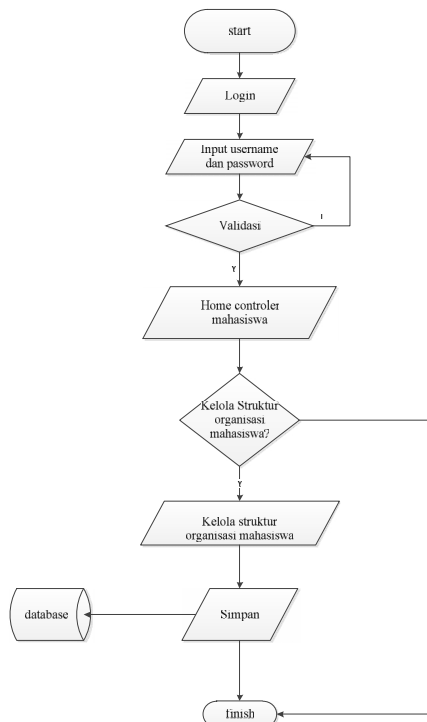 start
Login
Input username
dan password
Validasi
Y
Home controler
mahasiswa
Kelola Struktur
organisasi
mahasiswa?
Y
Kelola struktur
organisasi mahasiswa
database
Simpan
finish